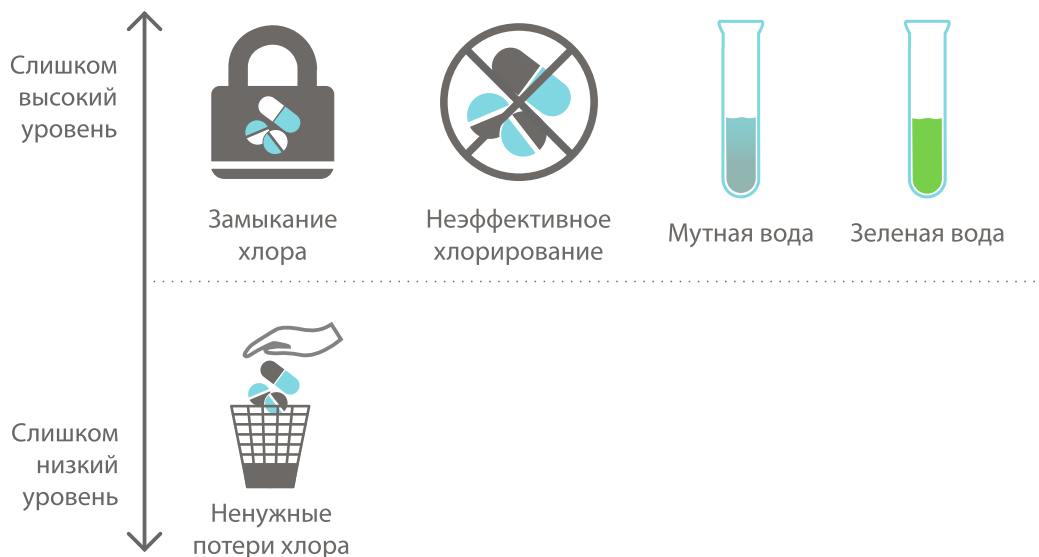 Слишком
высокий
уровень
Замыкание
хлора
Неэффективное
хлорирование
Мутная вода
Зеленая вода
Слишком
низкий
уровень
Ненужные
потери хлора